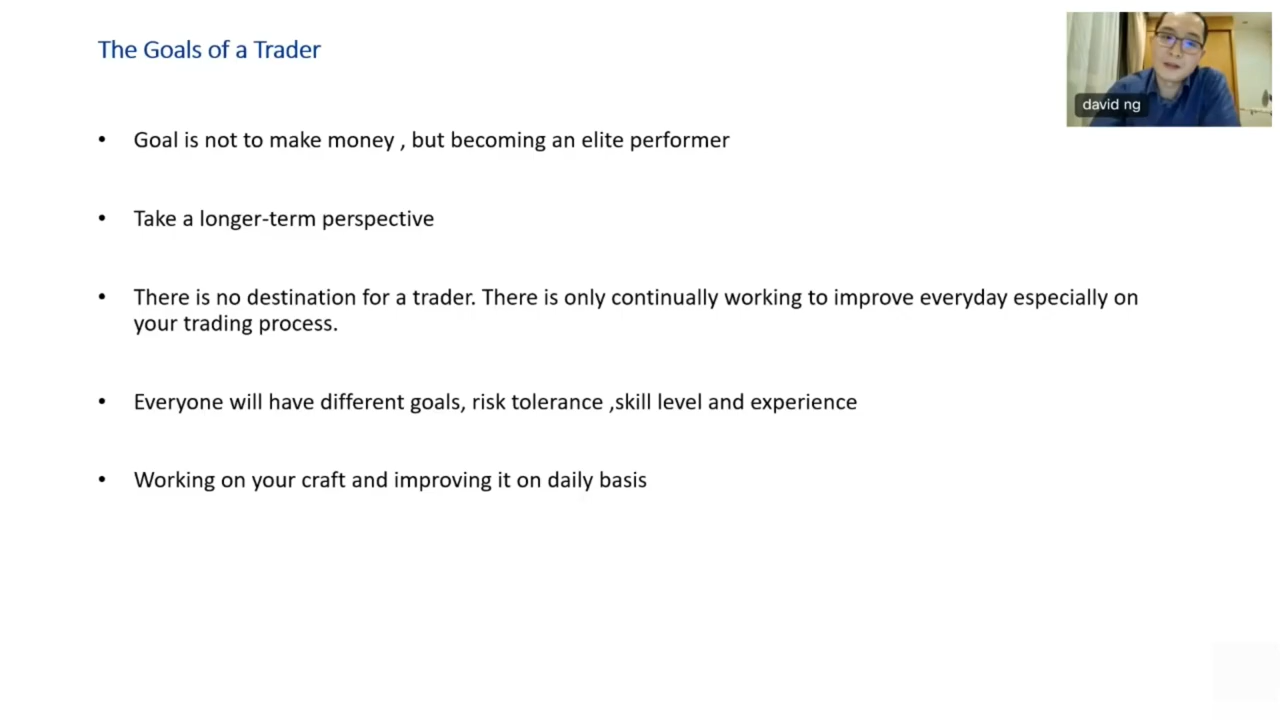 The Goals of a Trader
david ng
• Goal is not to make money , but becoming an elite performer
• Take a longer-term perspective
• There is no destination for a trader. There is only continually working to improve everyday especially on
your trading process.
• Everyone will have different goals, risk tolerance ,skill level and experience
• Working on your craft and improving it on daily basis